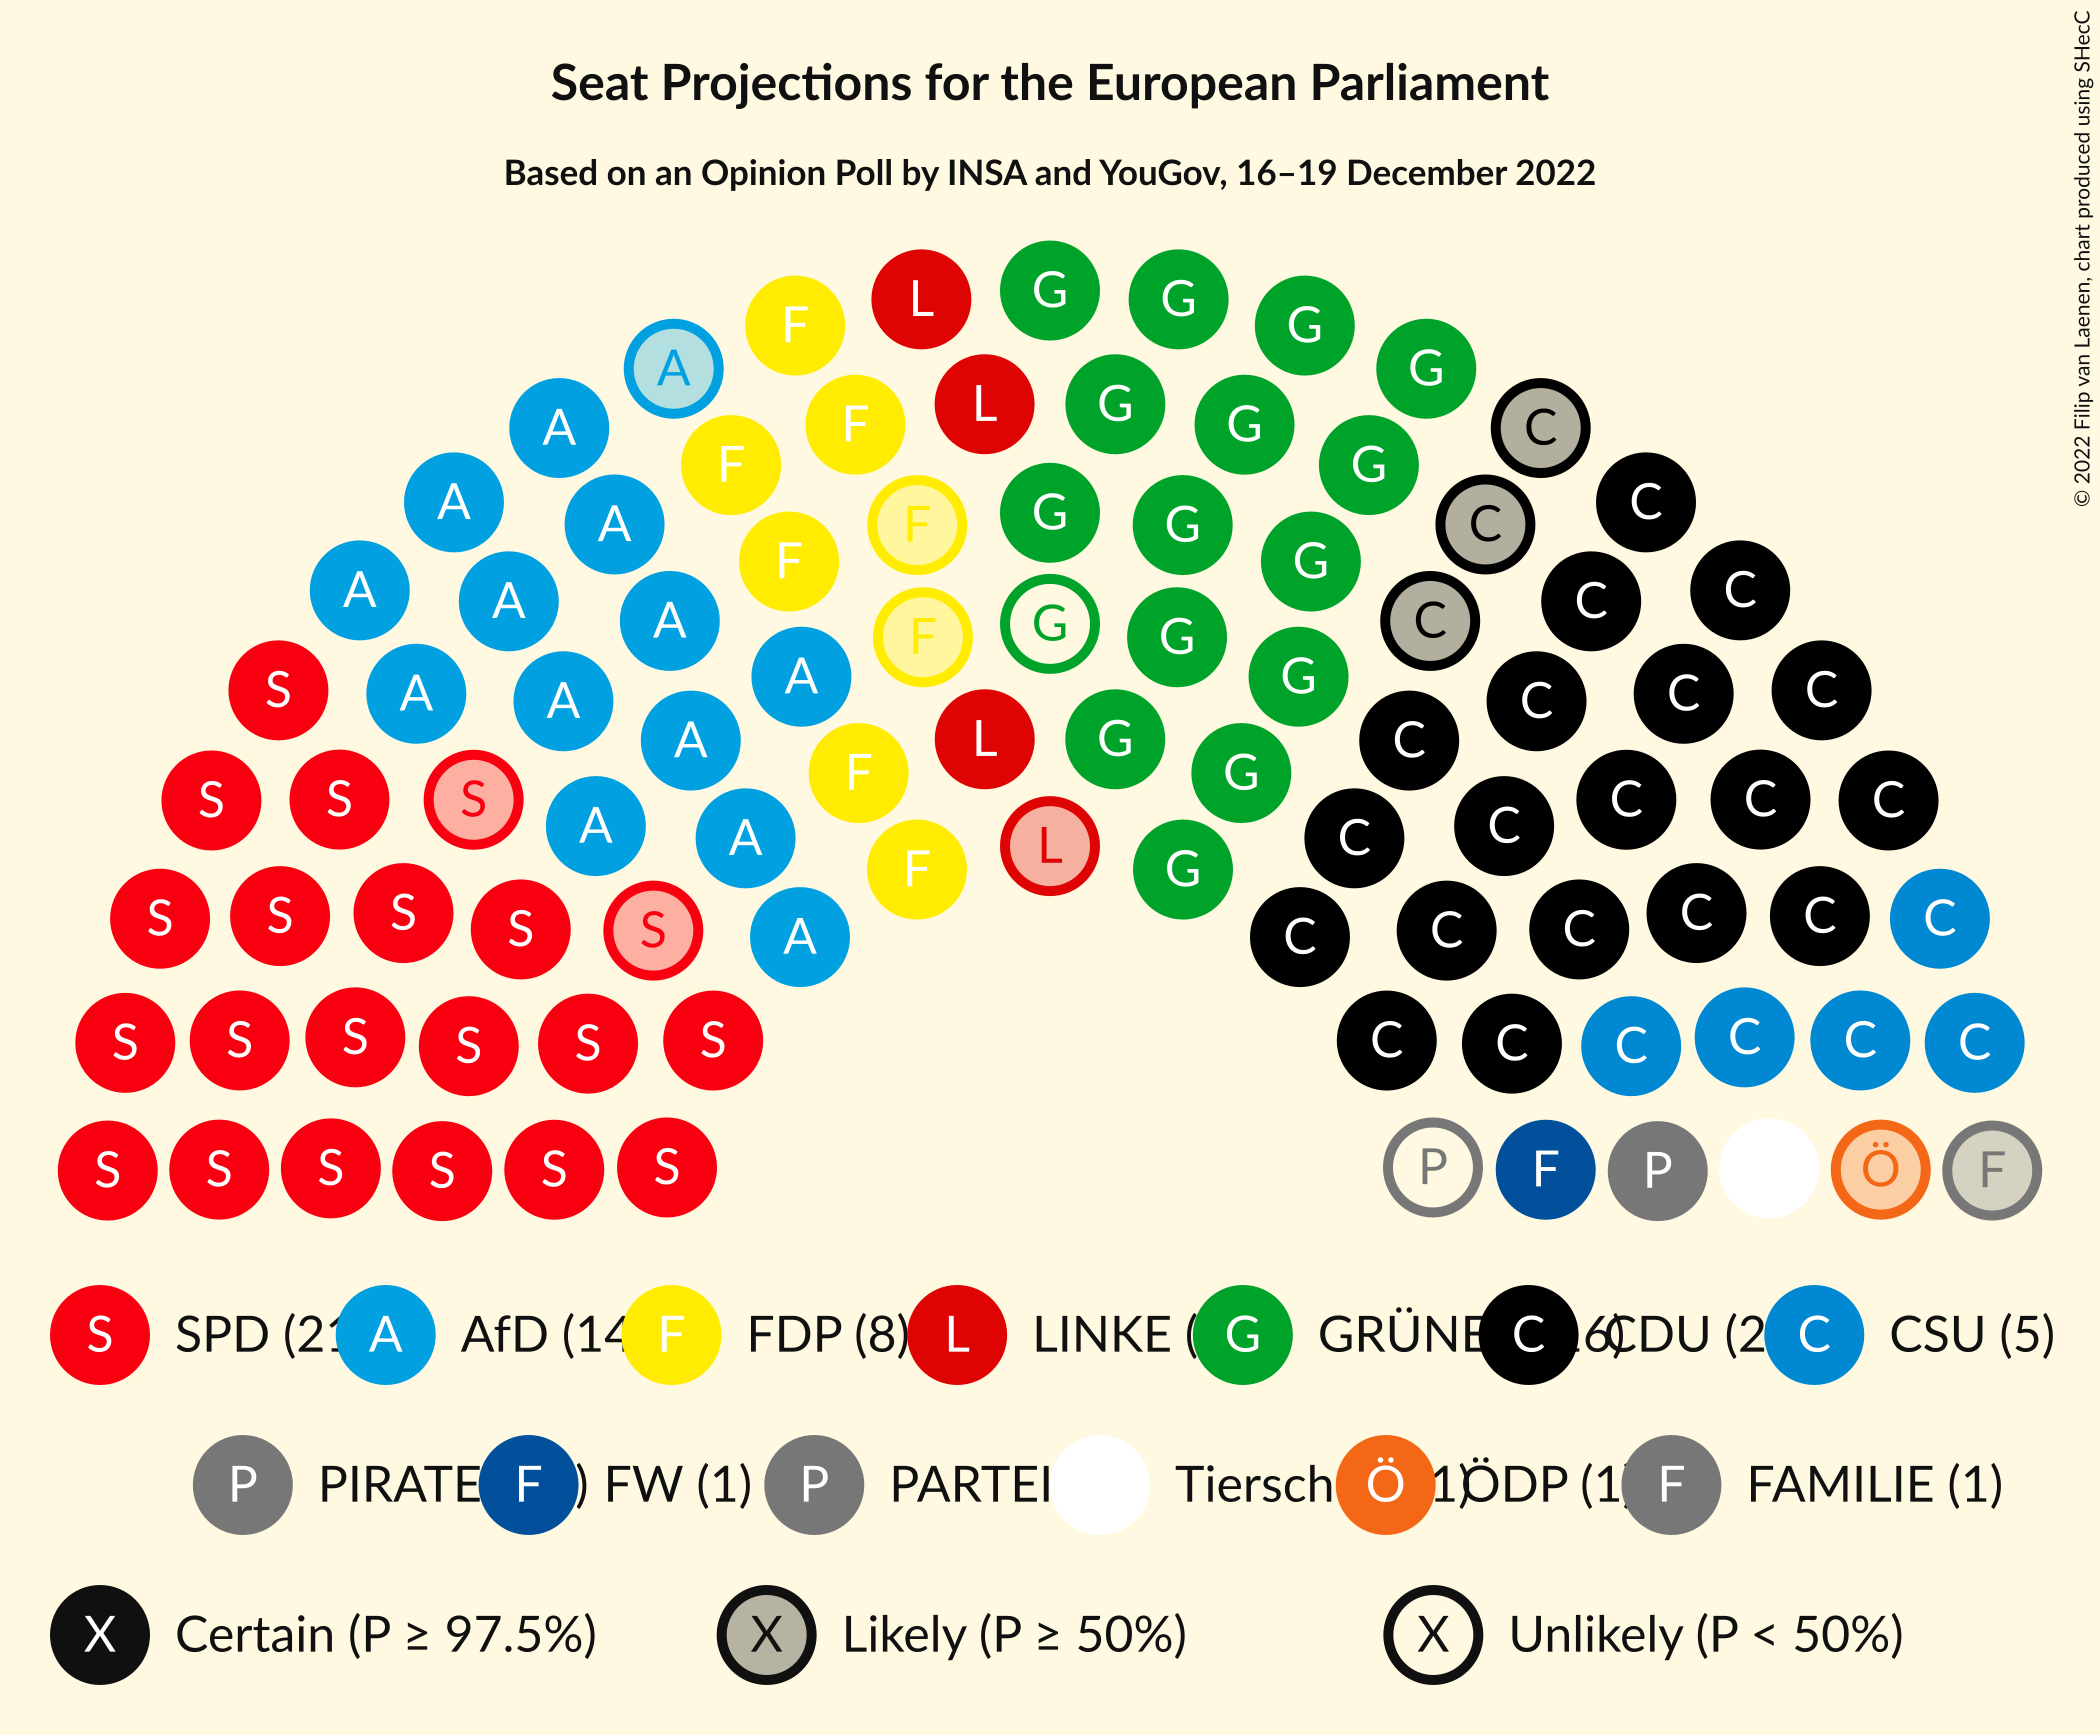 Seat Projections for the European Parliament
Based on an Opinion Poll by INSA and YouGov, 16–19 December 2022
© 2022 Filip van Laenen, chart produced using SHecC
L G G G
F G
A F L G G C
A F G C
A A F F G G G C C
A A A F G G G C C C
S A A A A L G G C C C C
S S S A A F L G C C C C C
S S S S S A F G C C C C C C
S S S S S S C C C C C C
S S S S S S P F P Ö F
S SPD (21 A AfD (14 F FDP (8) L LINKE ( G GRÜNE C 6) CDU (2 C CSU (5)
P PIRATE F ) FW (1) P PARTEI Tiersch Ö 1) ÖDP (1) F FAMILIE (1)
X Certain (P ≥ 97.5%) X Likely (P ≥ 50%) X Unlikely (P < 50%)